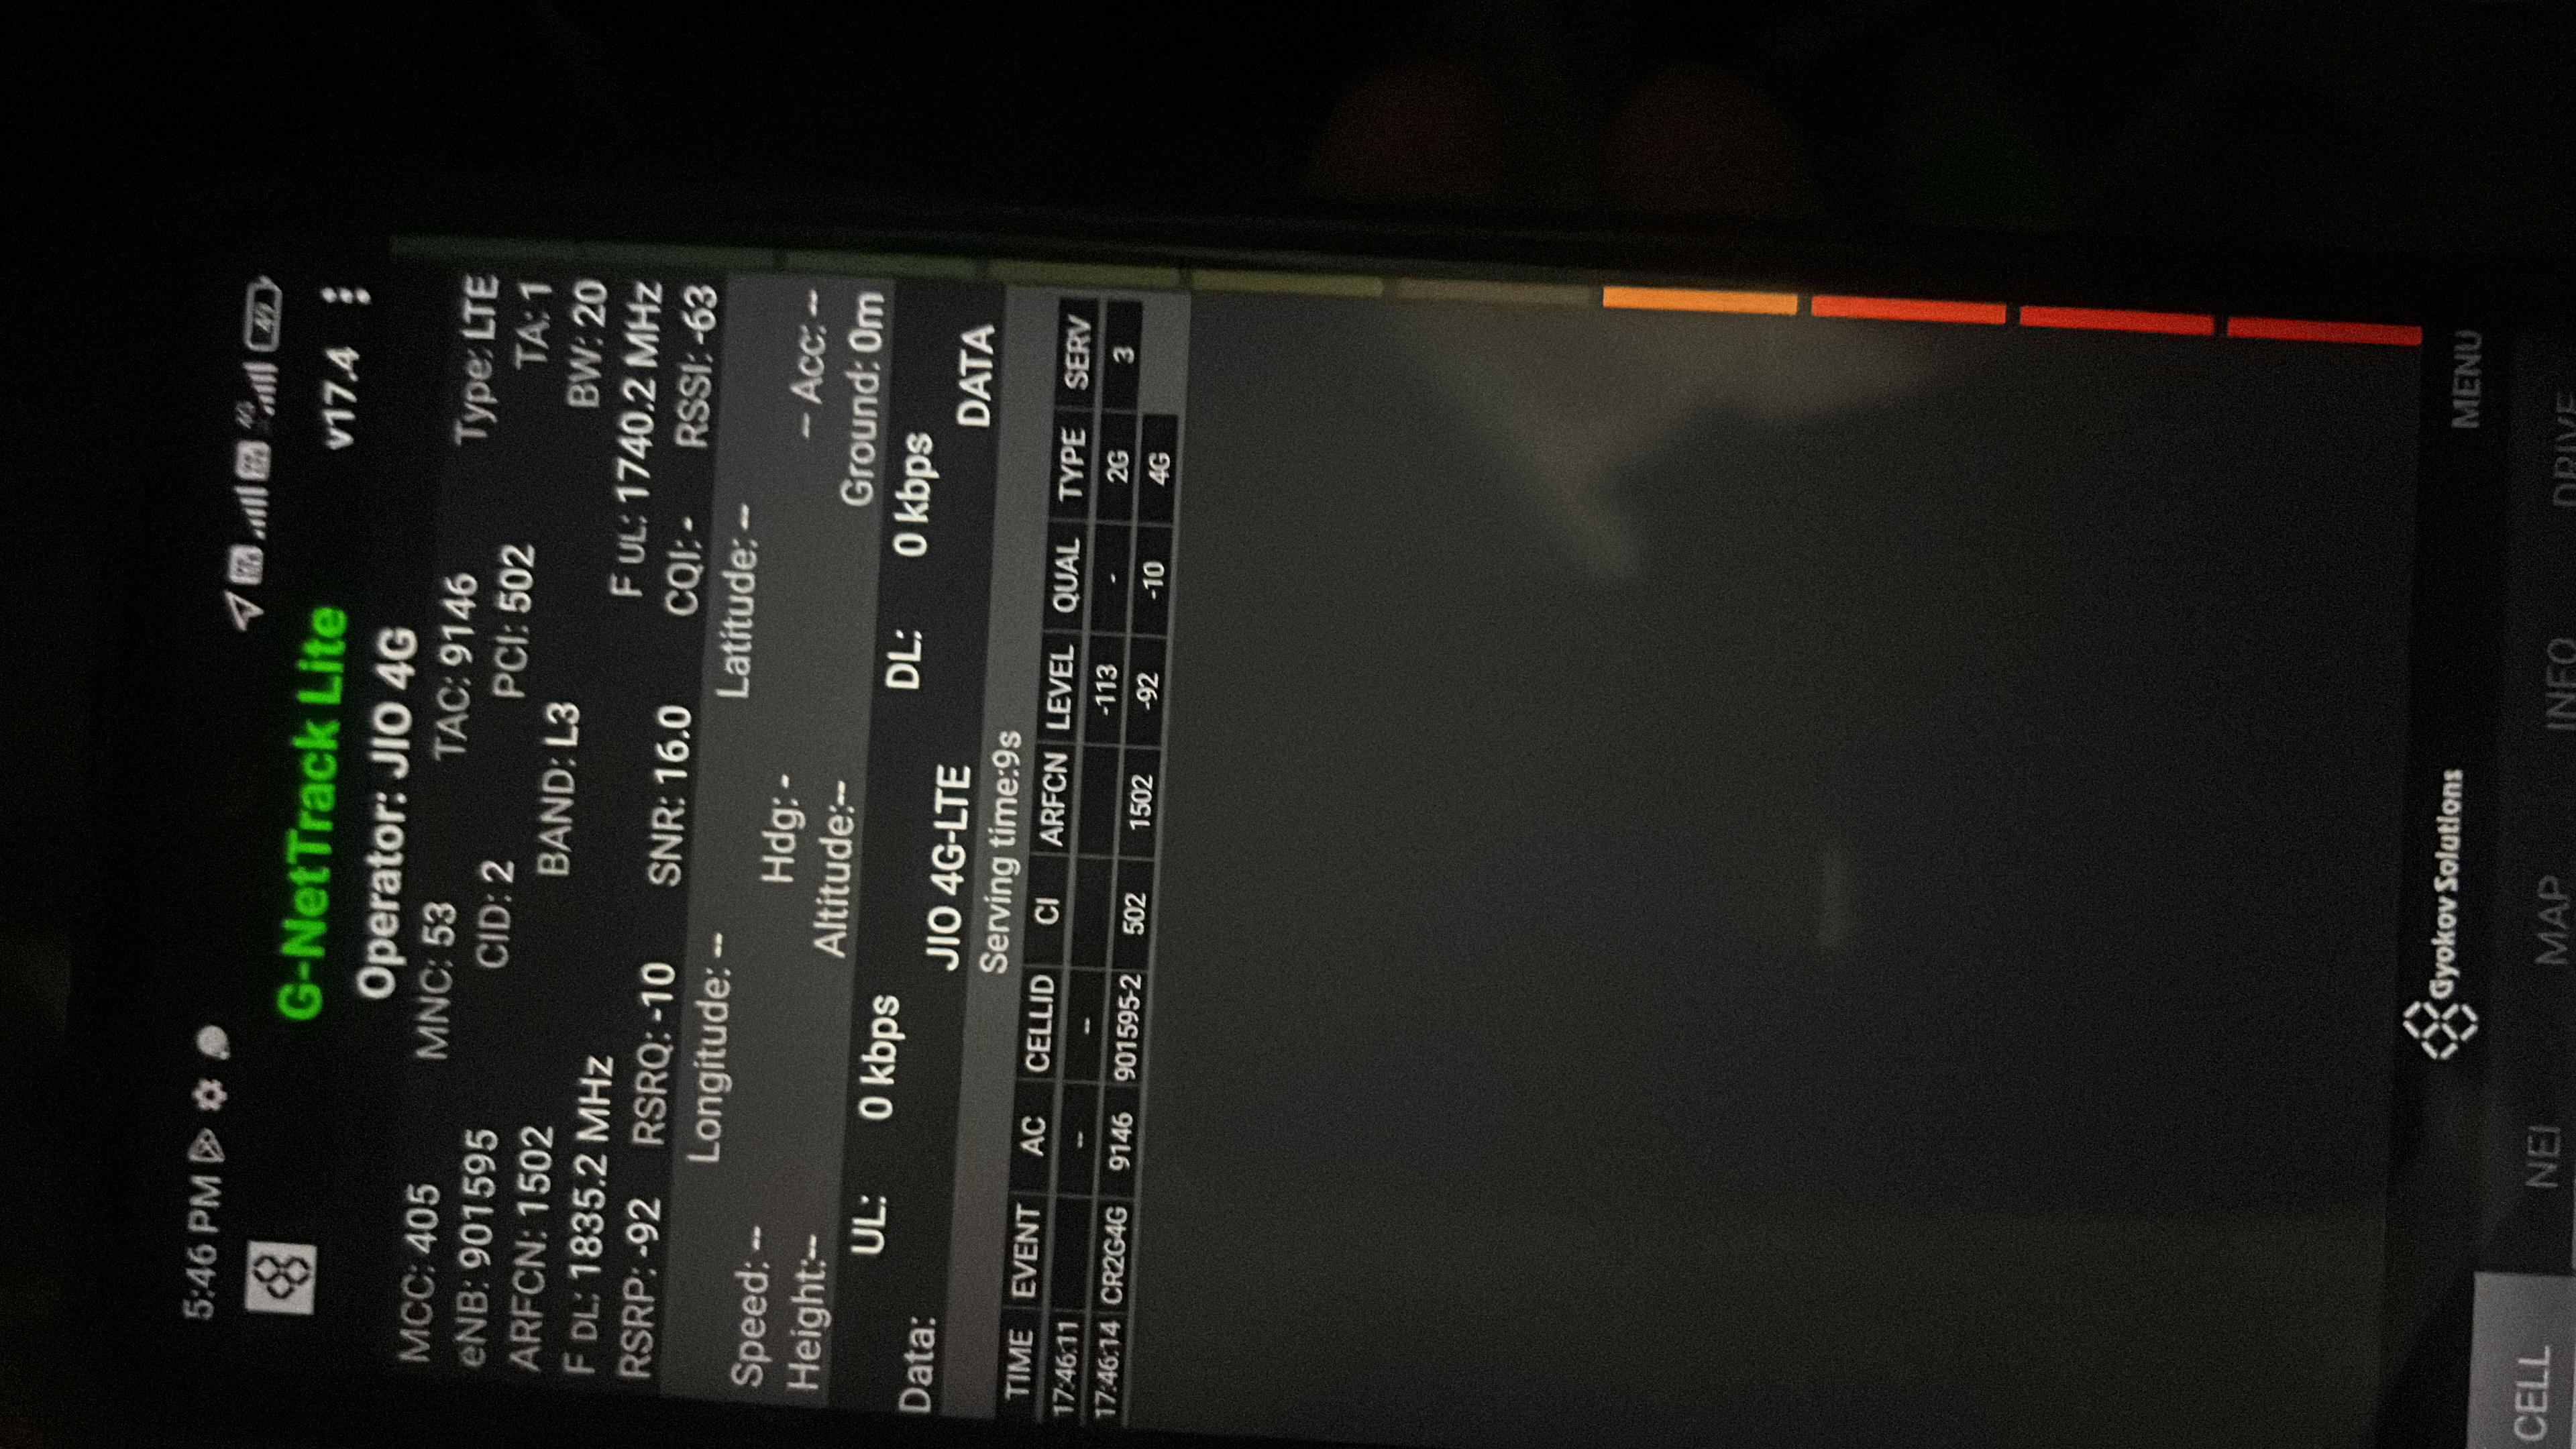 5:46 PM
4G 49
G-NetTrack Lite v17.4
Operator: JIO 4G
MCC: 405 MNC: 53 TAC: 9146 Type: LTE
eNB: 901595 CID: 2 PCI: 502 TA: 1
ARFCN: 1502 BAND: L3 BW: 20
F DL: 1835.2 MHz F UL: 1740.2 MHz
RSRP: -92 RSRQ: -10 SNR: 16.0 CQI: - RSSI: -63
Longitude: -- Latitude: --
Speed: -- Hdg: - -- Acc: --
Height:-- Altitude:-- Ground: 0m
UL: 0 kbps DL: 0 kbps
Data: JIO 4G-LTE DATA
Serving time:9s
TIME EVENT AC CELLID CI ARFCN LEVEL QUAL TYPE SERV
17:46:11 -- -- -113 - 2G 3
17:46:14 CR2G4G 9146 901595-2 502 1502 -92 -10 4G
Gyokov Solutions
MENU
CELL NEI MAP INFO DRIVE